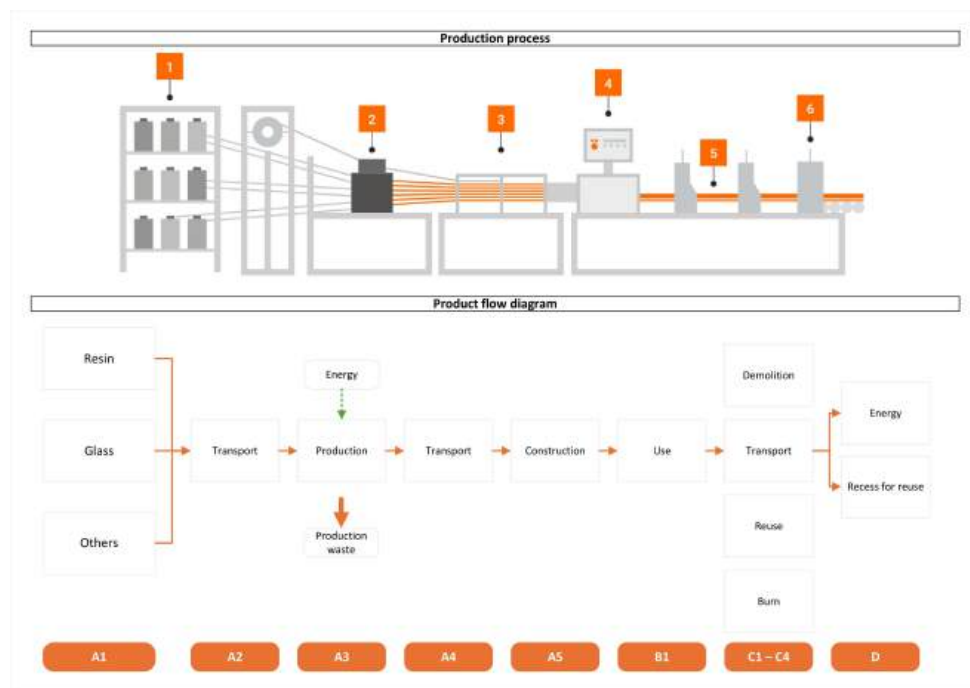 Production process
1
2
3
4
5
6
Product flow diagram
Resin
Glass
Others
Transport
Energy
Production
Production
waste
Transport
Construction
Use
Demolition
Transport
Reuse
Burn
Energy
Recess for reuse
A1
A2
A3
A4
A5
B1
C1 – C4
D